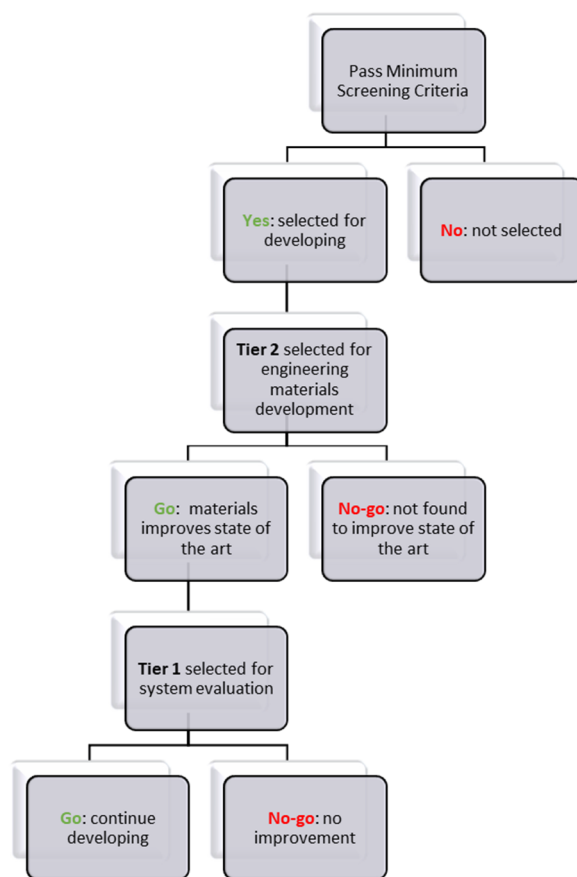 Pass Minimum
Screening Criteria
Yes: selected for
developing
No: not selected
Tier 2 selected for
engineering
materials
development
Go: materials
improves state of
the art
No-go: not found
to improve state of
the art
Tier 1 selected for
system evaluation
Go: continue
developing
No-go: no
improvement